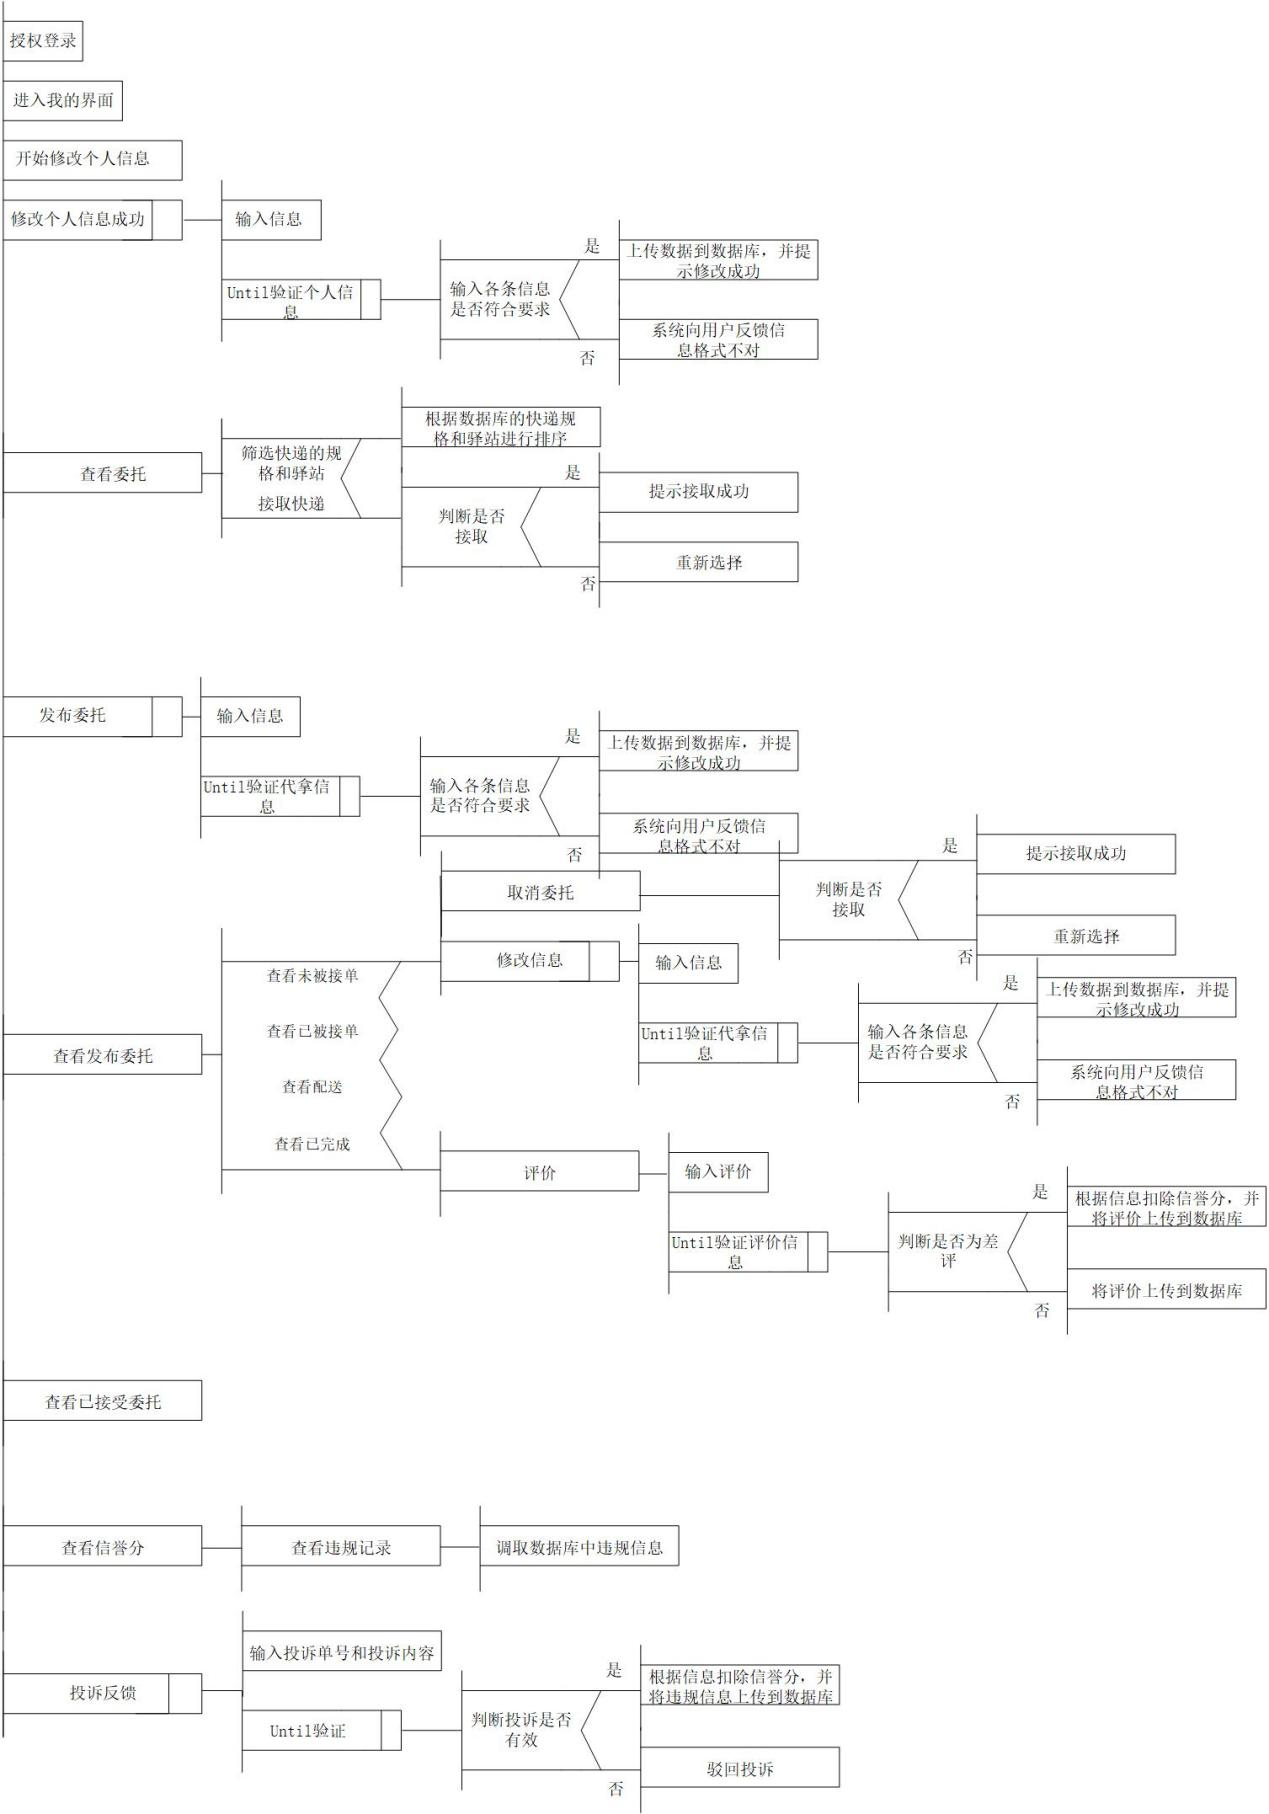 授权登录
进入我的界面
开始修改个人信息
修改个人信息成功
输入信息
Until验证个人信
息
输入各条信息
是否符合要求
是
上传数据到数据库，并提
示修改成功
系统向用户反馈信
息格式不对
否
查看委托
筛选快递的规
格和驿站
接取快递
根据数据库的快递规
格和驿站进行排序
判断是否
接取
是
提示接取成功
重新选择
否
发布委托
输入信息
Until验证代拿信
息
输入各条信息
是否符合要求
是
上传数据到数据库，并提
示修改成功
系统向用户反馈信
息格式不对
否
查看发布委托
查看未被接单
查看已被接单
查看配送
查看已完成
取消委托
判断是否
接取
是
提示接取成功
重新选择
否
修改信息
输入信息
Until验证代拿信
息
输入各条信息
是否符合要求
是
上传数据到数据库，并提
示修改成功
系统向用户反馈信
息格式不对
否
评价
输入评价
Until验证评价信
息
判断是否为差
评
是
根据信息扣除信誉分，并
将评价上传到数据库
将评价上传到数据库
否
查看已接受委托
查看信誉分
查看违规记录
调取数据库中违规信息
投诉反馈
输入投诉单号和投诉内容
Until验证
判断投诉是否
有效
是
根据信息扣除信誉分，并
将违规信息上传到数据库
驳回投诉
否